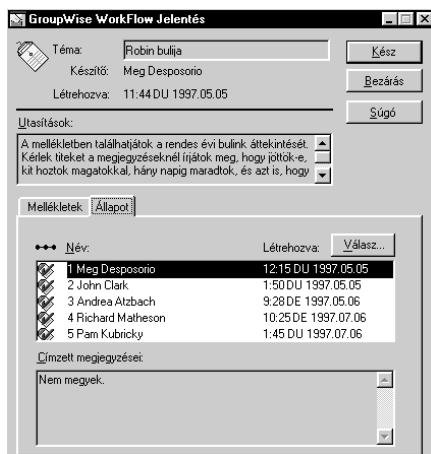 GroupWise WorkFlow Jelentés
Téma: Robin bulija
Kész
Készítő: Meg Desposorio
Bezárás
Létrehozva: 11:44 DU 1997.05.05
Súgó
Utasítások:
A mellékletben találhatjátok a rendes évi bulink áttekintését.
Kérlek titeket a megjegyzéseknél írjátok meg, hogy jöttök-e,
kit hoztok magatokkal, hány napig maradtok, és azt is, hogy
Mellékletek Állapot
Név: Létrehozva: Válasz...
1 Meg Desposorio 12:15 DU 1997.05.05
2 John Clark 1:50 DU 1997.05.05
3 Andrea Atzbach 9:28 DE 1997.05.06
4 Richard Matheson 10:25 DE 1997.07.06
5 Pam Kubricky 1:45 DU 1997.07.06
Címzett megjegyzései:
Nem megyek.